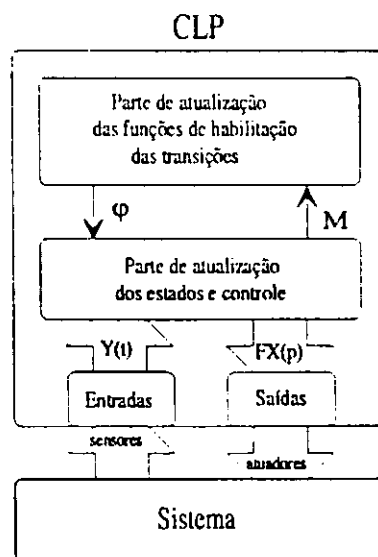 CLP
Parte de atualização
das funções de habilitação
das transições
φ
M
Parte de atualização
dos estados e controle
Y(t)
FX(p)
Entradas
Saídas
sensores
atuadores
Sistema